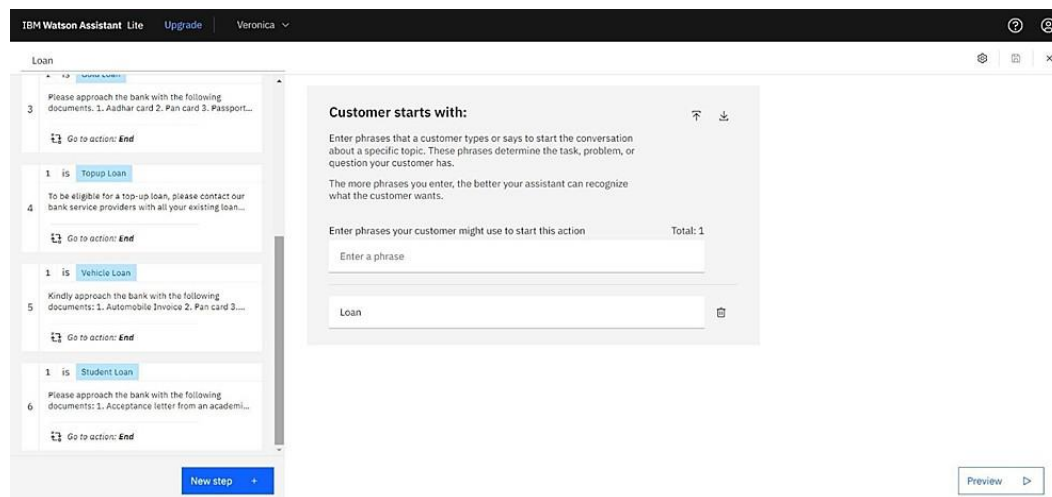 IBM Watson Assistant Lite Upgrade Veronica
Loan
1 is Gold Loan
3
Please approach the bank with the following
documents. 1. Aadhar card 2. Pan card 3. Passport...
Go to action: End
1 is Topup Loan
4
To be eligible for a top-up loan, please contact our
bank service providers with all your existing loan...
Go to action: End
1 is Vehicle Loan
5
Kindly approach the bank with the following
documents: 1. Automobile Invoice 2. Pan card 3....
Go to action: End
1 is Student Loan
6
Please approach the bank with the following
documents: 1. Acceptance letter from an academi...
Go to action: End
New step +
Customer starts with:
Enter phrases that a customer types or says to start the conversation
about a specific topic. These phrases determine the task, problem, or
question your customer has.
The more phrases you enter, the better your assistant can recognize
what the customer wants.
Enter phrases your customer might use to start this action Total: 1
Enter a phrase
Loan
Preview